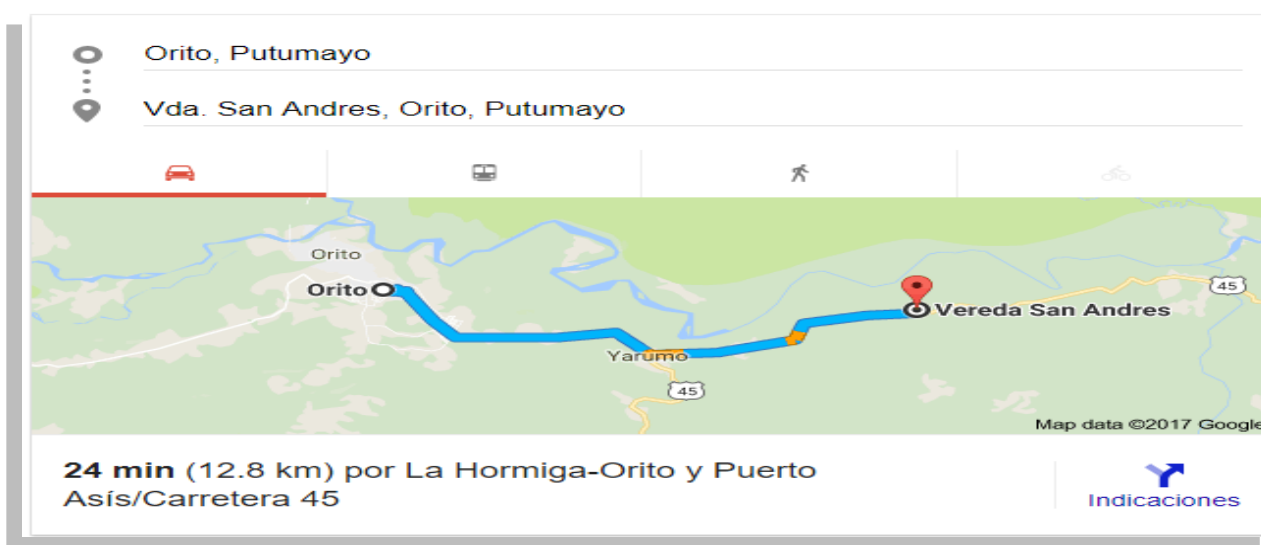 Orito, Putumayo
Vda. San Andres, Orito, Putumayo
Orito
Orito
45
Vereda San Andres
Yarumo
45
Map data ©2017 Google
24 min (12.8 km) por La Hormiga-Orito y Puerto
Asís/Carretera 45
Indicaciones